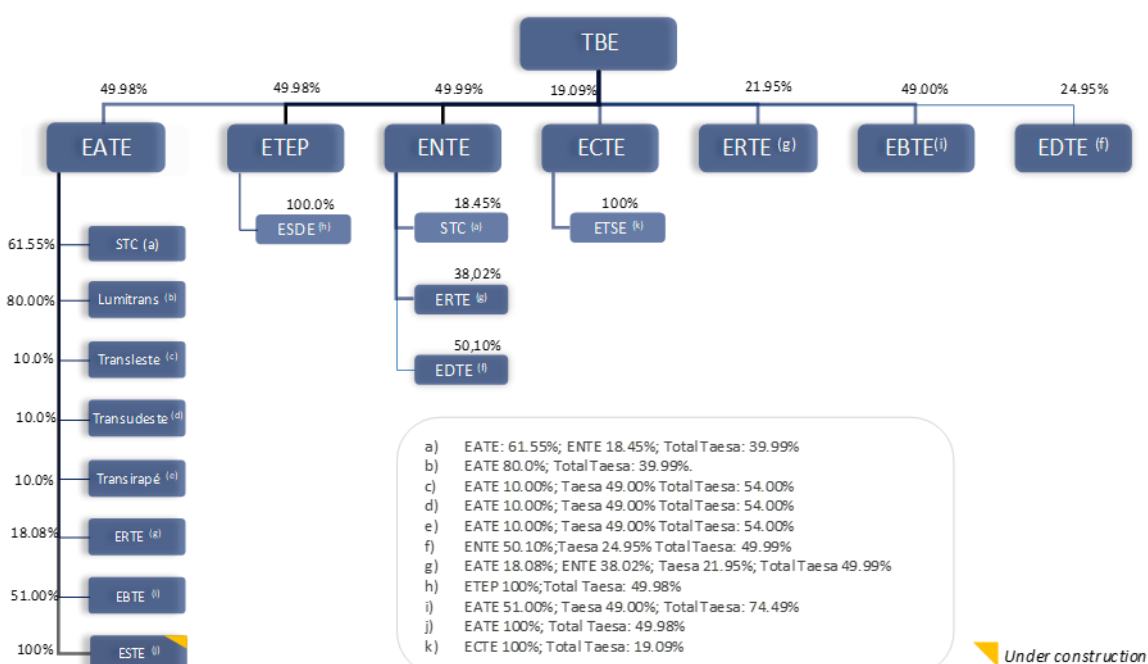 TBE
49.98%
49.98%
49.99%
19.09%
21.95%
49.00%
24.95%
EATE
ETEP
ENTE
ECTE
ERTE (g)
EBTE(i)
EDTE (f)
100.0%
18.45%
100%
ESDE (h)
STC (a)
ETSE (k)
61.55%
STC (a)
38,02%
80.00%
Lumitrans (b)
ERTE (g)
50,10%
10.0%
Transleste (c)
EDTE (f)
10.0%
Transudeste (d)
10.0%
Transirapé (e)
18.08%
ERTE (g)
51.00%
EBTE (i)
100%
ESTE (j)
a) EATE: 61.55%; ENTE 18.45%; Total Taesa: 39.99%
b) EATE 80.0%; Total Taesa: 39.99%.
c) EATE 10.00%; Taesa 49.00% Total Taesa: 54.00%
d) EATE 10.00%; Taesa 49.00% Total Taesa: 54.00%
e) EATE 10.00%; Taesa 49.00% Total Taesa: 54.00%
f) ENTE 50.10%;Taesa 24.95% Total Taesa: 49.99%
g) EATE 18.08%; ENTE 38.02%; Taesa 21.95%; Total Taesa 49.99%
h) ETEP 100%;Total Taesa: 49.98%
i) EATE 51.00%; Taesa 49.00%; Total Taesa: 74.49%
j) EATE 100%; Total Taesa: 49.98%
k) ECTE 100%; Total Taesa: 19.09%
Under construction